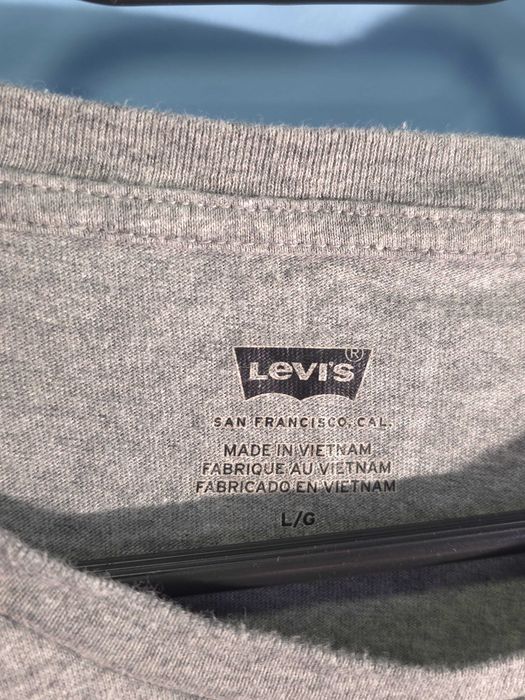 Levi's ®
SAN FRANCISCO, CAL.
MADE IN VIETNAM
FABRIQUE AU VIETNAM
FABRICADO EN VIETNAM
L/G